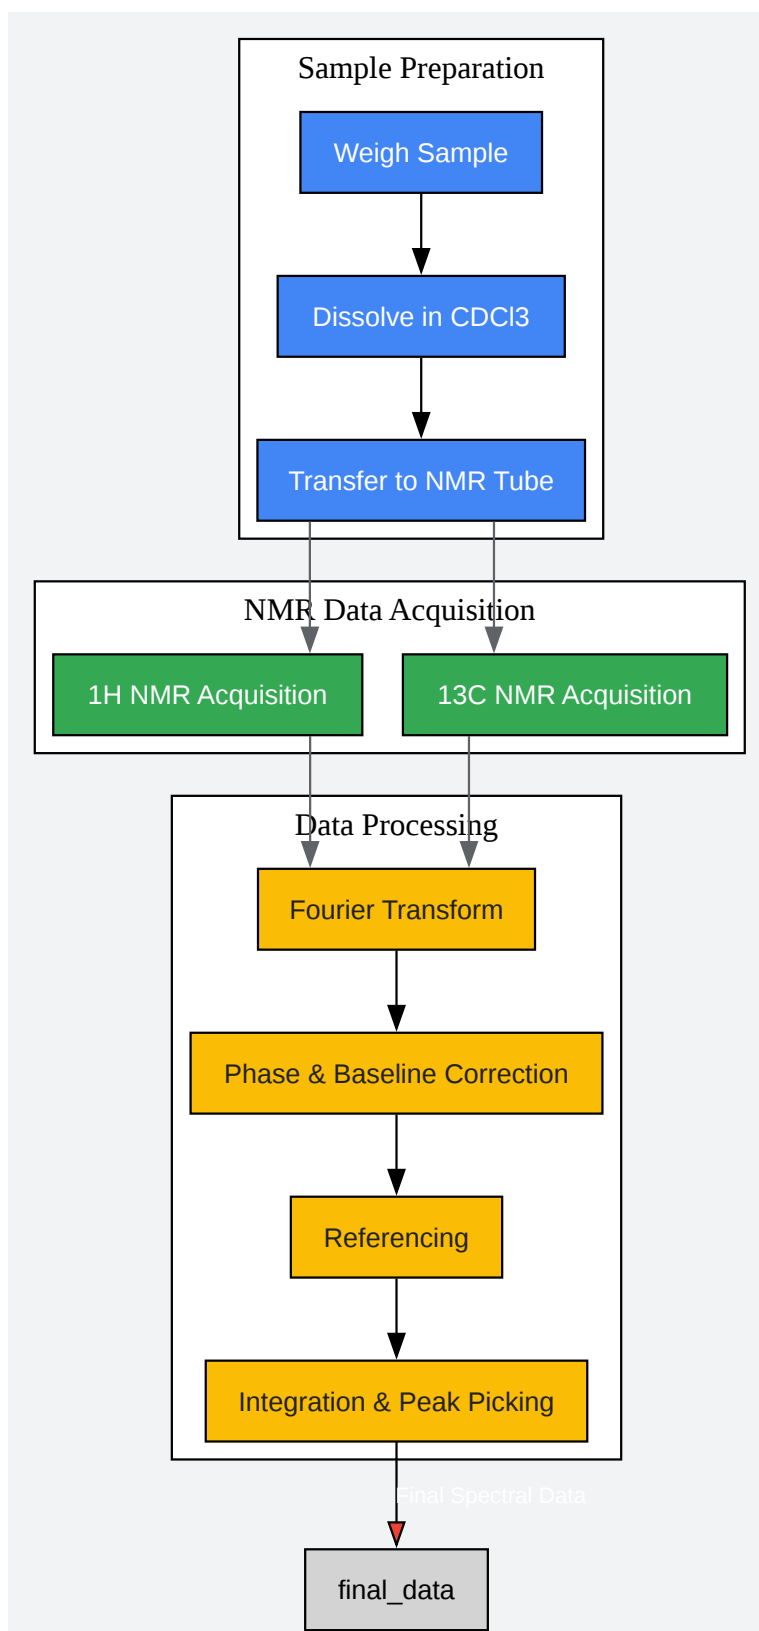 Sample Preparation
Weigh Sample
Dissolve in CDCl3
Transfer to NMR Tube
NMR Data Acquisition
1H NMR Acquisition
13C NMR Acquisition
Data Processing
Fourier Transform
Phase & Baseline Correction
Referencing
Integration & Peak Picking
Final Spectral Data
final_data